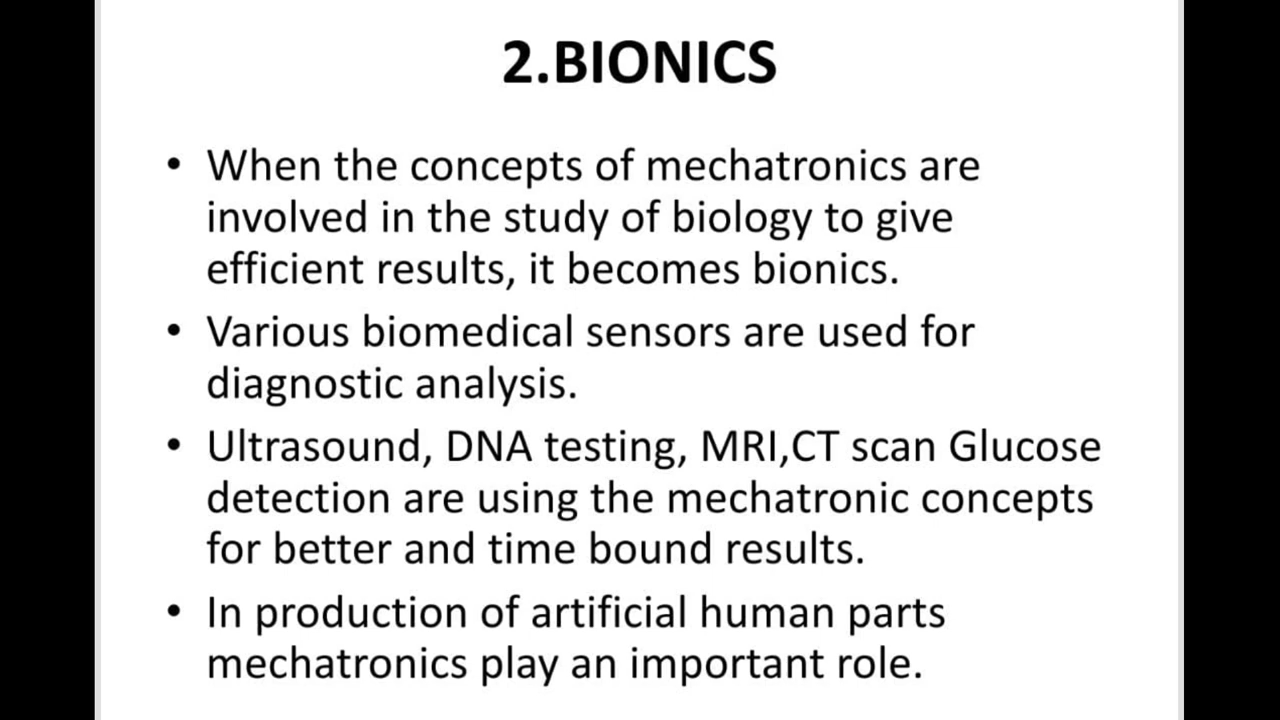 2.BIONICS
• When the concepts of mechatronics are
involved in the study of biology to give
efficient results, it becomes bionics.
• Various biomedical sensors are used for
diagnostic analysis.
• Ultrasound, DNA testing, MRI,CT scan Glucose
detection are using the mechatronic concepts
for better and time bound results.
• In production of artificial human parts
mechatronics play an important role.